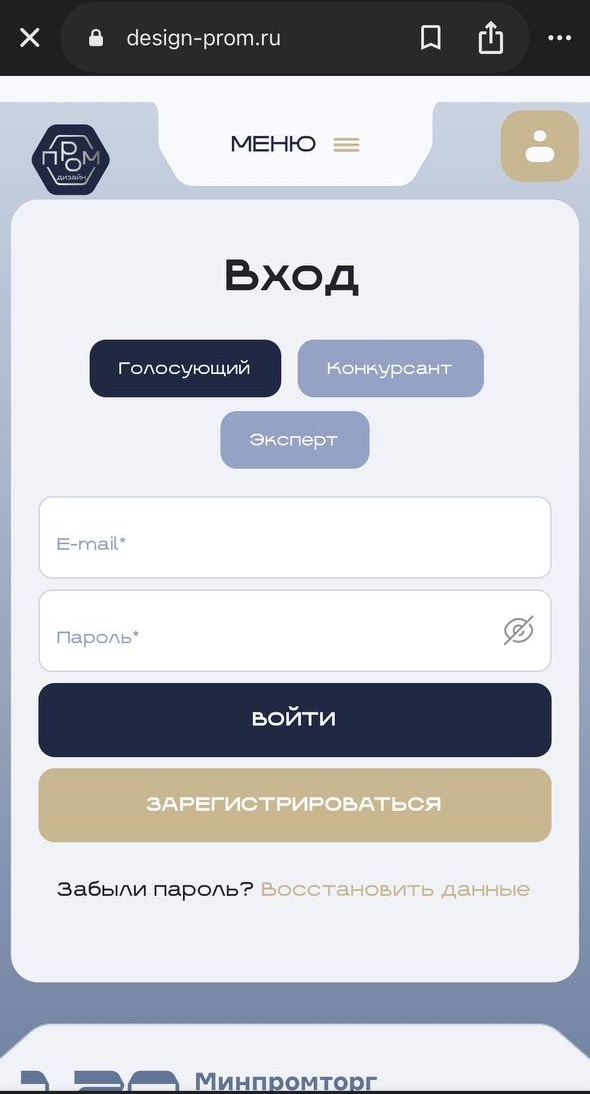 design-prom.ru
ПРОМ
дизайн
МЕНЮ
Вход
Голосующий
Конкурсант
Эксперт
E-mail*
Пароль*
ВОЙТИ
ЗАРЕГИСТРИРОВАТЬСЯ
Забыли пароль? Восстановить данные
Минпромторг